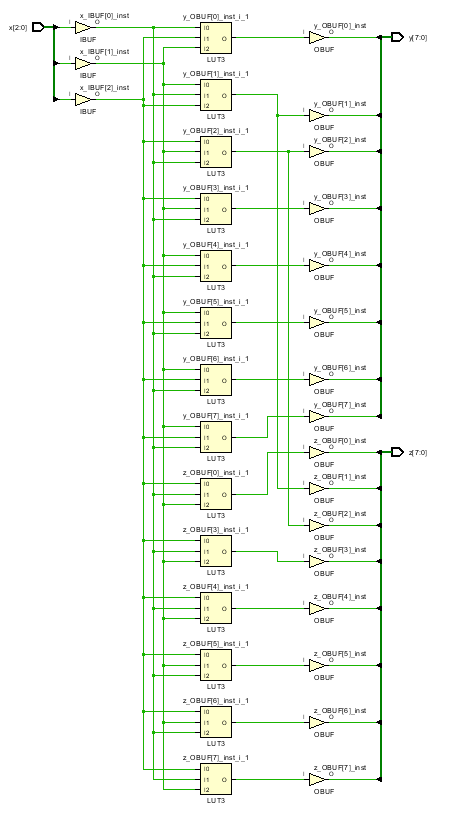 x[2:0]
x_IBUF[0]_inst
I O
IBUF
x_IBUF[1]_inst
I O
IBUF
x_IBUF[2]_inst
I O
IBUF
y_OBUF[0]_inst_i_1
I0
I1 O
I2
LUT3
y_OBUF[1]_inst_i_1
I0
I1 O
I2
LUT3
y_OBUF[2]_inst_i_1
I0
I1 O
I2
LUT3
y_OBUF[3]_inst_i_1
I0
I1 O
I2
LUT3
y_OBUF[4]_inst_i_1
I0
I1 O
I2
LUT3
y_OBUF[5]_inst_i_1
I0
I1 O
I2
LUT3
y_OBUF[6]_inst_i_1
I0
I1 O
I2
LUT3
y_OBUF[7]_inst_i_1
I0
I1 O
I2
LUT3
z_OBUF[0]_inst_i_1
I0
I1 O
I2
LUT3
z_OBUF[3]_inst_i_1
I0
I1 O
I2
LUT3
z_OBUF[4]_inst_i_1
I0
I1 O
I2
LUT3
z_OBUF[5]_inst_i_1
I0
I1 O
I2
LUT3
z_OBUF[6]_inst_i_1
I0
I1 O
I2
LUT3
z_OBUF[7]_inst_i_1
I0
I1 O
I2
LUT3
y_OBUF[0]_inst
I O
OBUF
y_OBUF[1]_inst
I O
OBUF
y_OBUF[2]_inst
I O
OBUF
y_OBUF[3]_inst
I O
OBUF
y_OBUF[4]_inst
I O
OBUF
y_OBUF[5]_inst
I O
OBUF
y_OBUF[6]_inst
I O
OBUF
y_OBUF[7]_inst
I O
OBUF
z_OBUF[0]_inst
I O
OBUF
z_OBUF[1]_inst
I O
OBUF
z_OBUF[2]_inst
I O
OBUF
z_OBUF[3]_inst
I O
OBUF
z_OBUF[4]_inst
I O
OBUF
z_OBUF[5]_inst
I O
OBUF
z_OBUF[6]_inst
I O
OBUF
z_OBUF[7]_inst
I O
OBUF
y[7:0]
z[7:0]